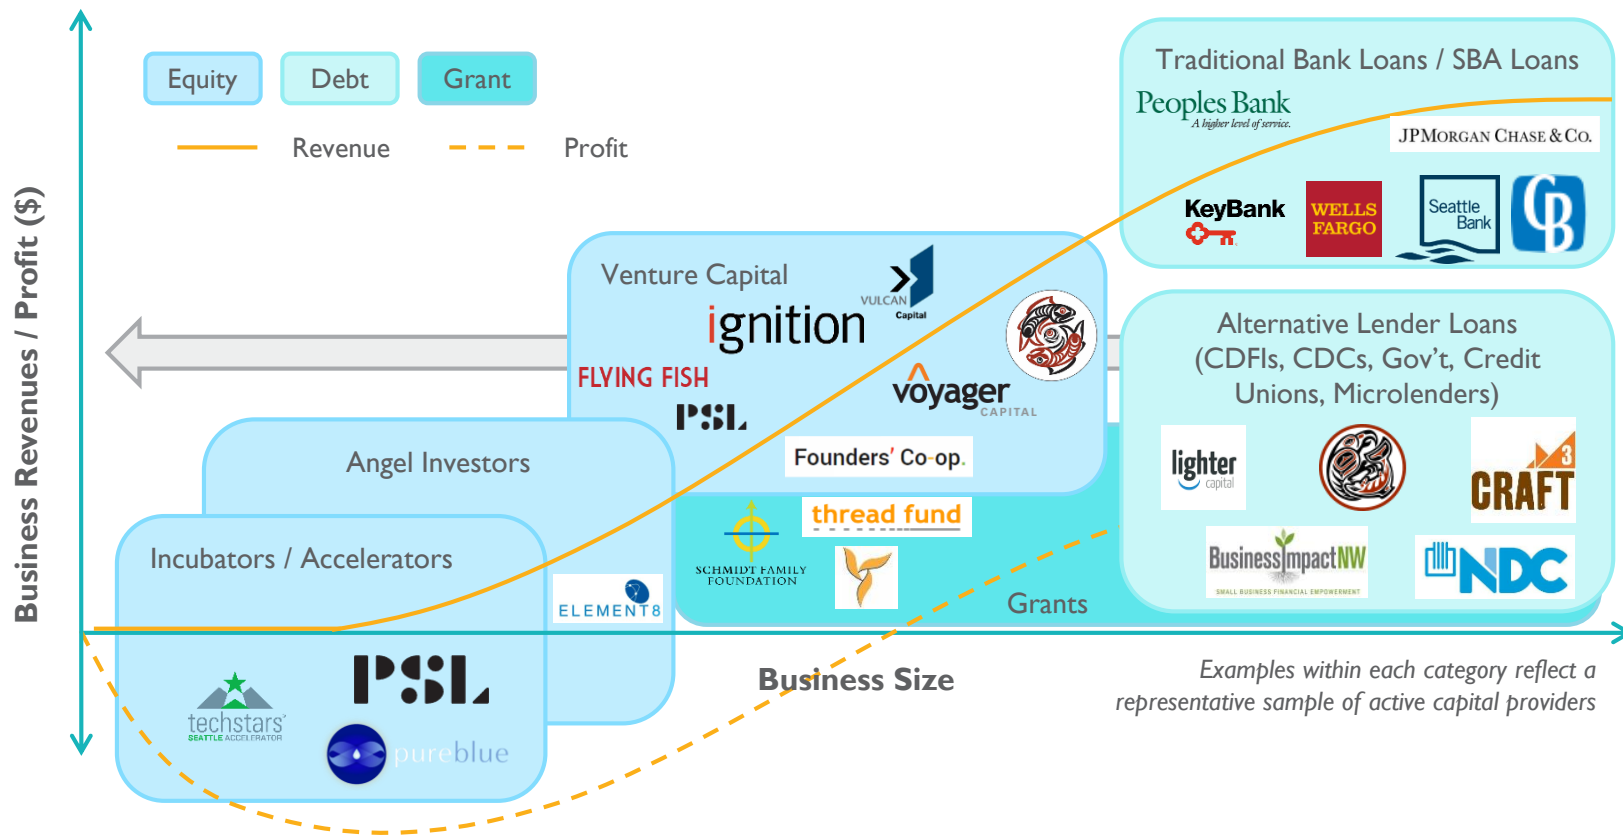 Equity
Debt
Grant
Revenue
Profit
Business Revenues / Profit ($)
Traditional Bank Loans / SBA Loans
Peoples Bank
A higher level of service.
JPMORGAN CHASE & CO.
KeyBank
WELLS
FARGO
Seattle
Bank
CB
Venture Capital
VULCAN
Capital
ignition
FLYING FISH
PSL
voyager
CAPITAL
Founders' Co-op.
Alternative Lender Loans
(CDFIs, CDCs, Gov't, Credit
Unions, Microlenders)
lighter
capital
CRAFT3
BusinessImpactNW
SMALL BUSINESS FINANCIAL EMPOWERMENT
NDC
Angel Investors
ELEMENT8
Incubators / Accelerators
techstars
SEATTLE ACCELERATOR
PSL
pureblue
SCHMIDT FAMILY
FOUNDATION
thread fund
Grants
Business Size
Examples within each category reflect a
representative sample of active capital providers